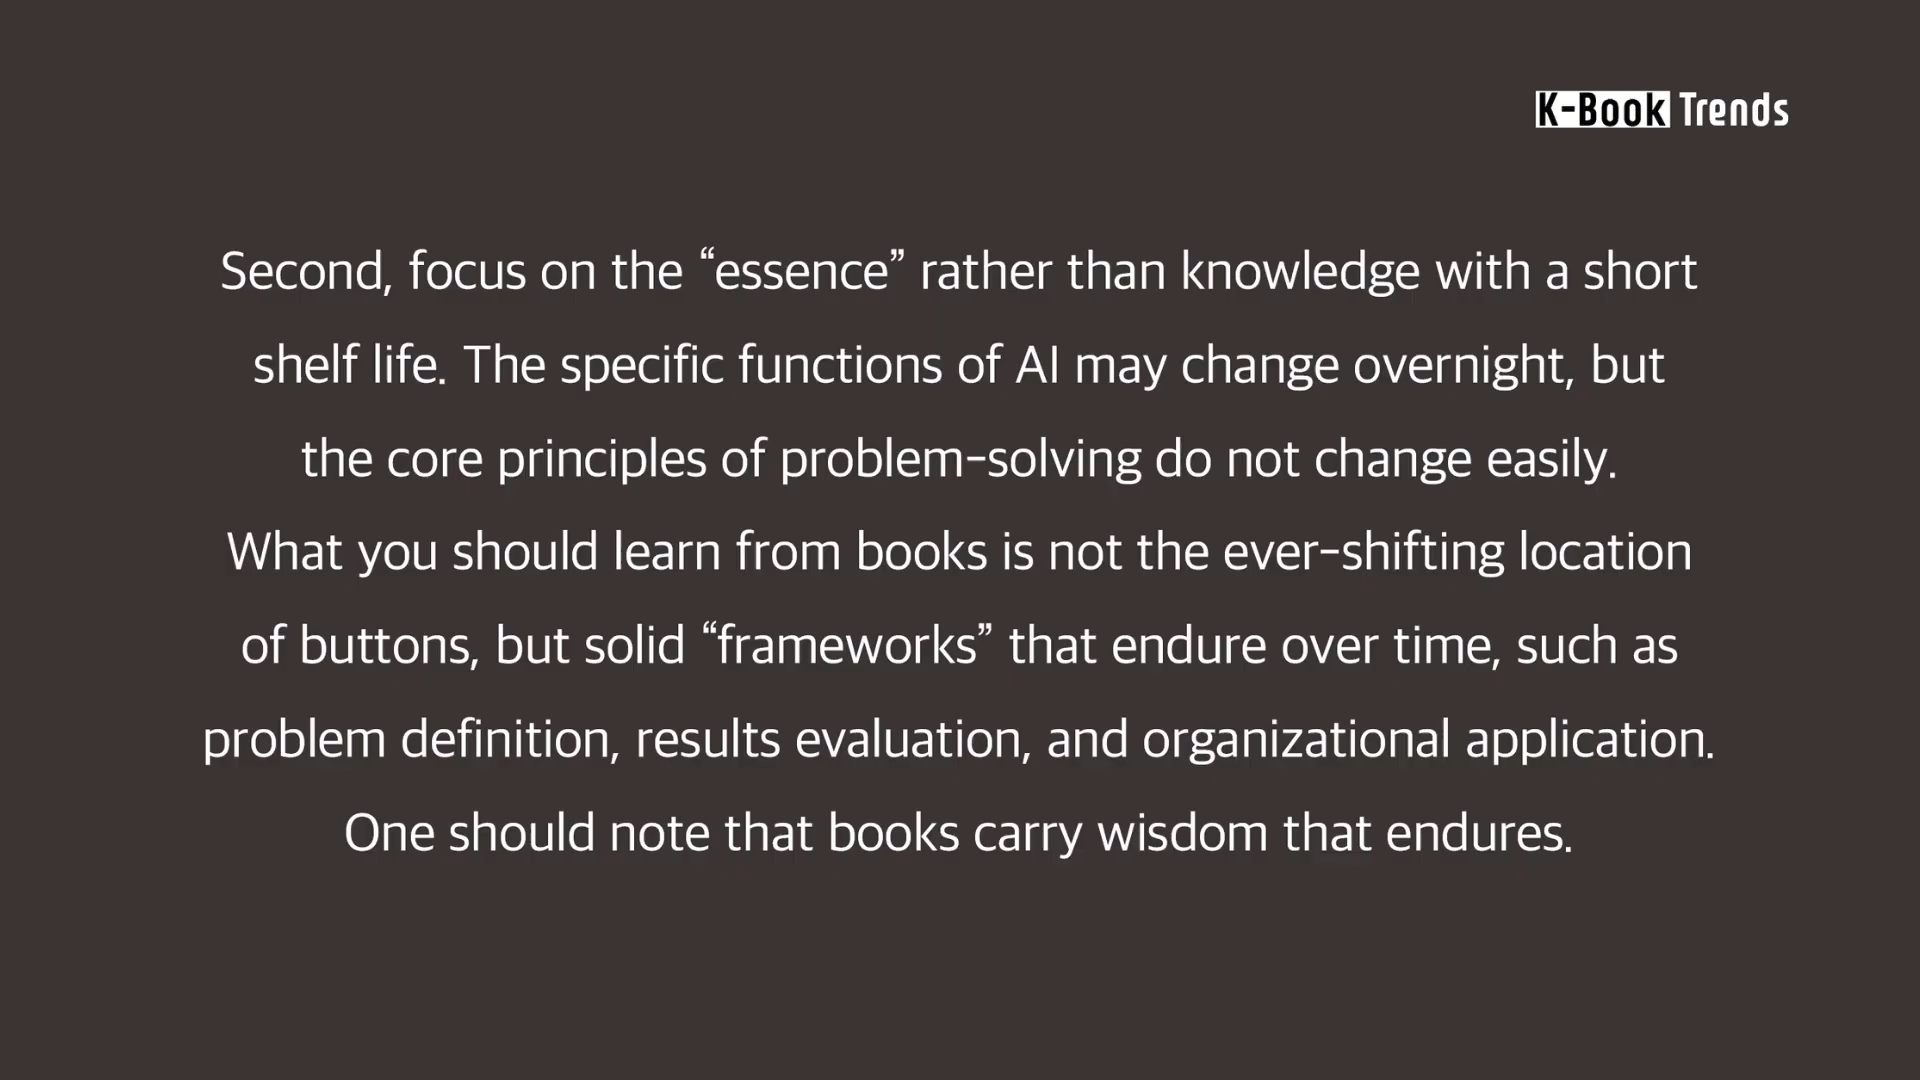 K-Book Trends
Second, focus on the “essence” rather than knowledge with a short
shelf life. The specific functions of AI may change overnight, but
the core principles of problem-solving do not change easily.
What you should learn from books is not the ever-shifting location
of buttons, but solid “frameworks” that endure over time, such as
problem definition, results evaluation, and organizational application.
One should note that books carry wisdom that endures.